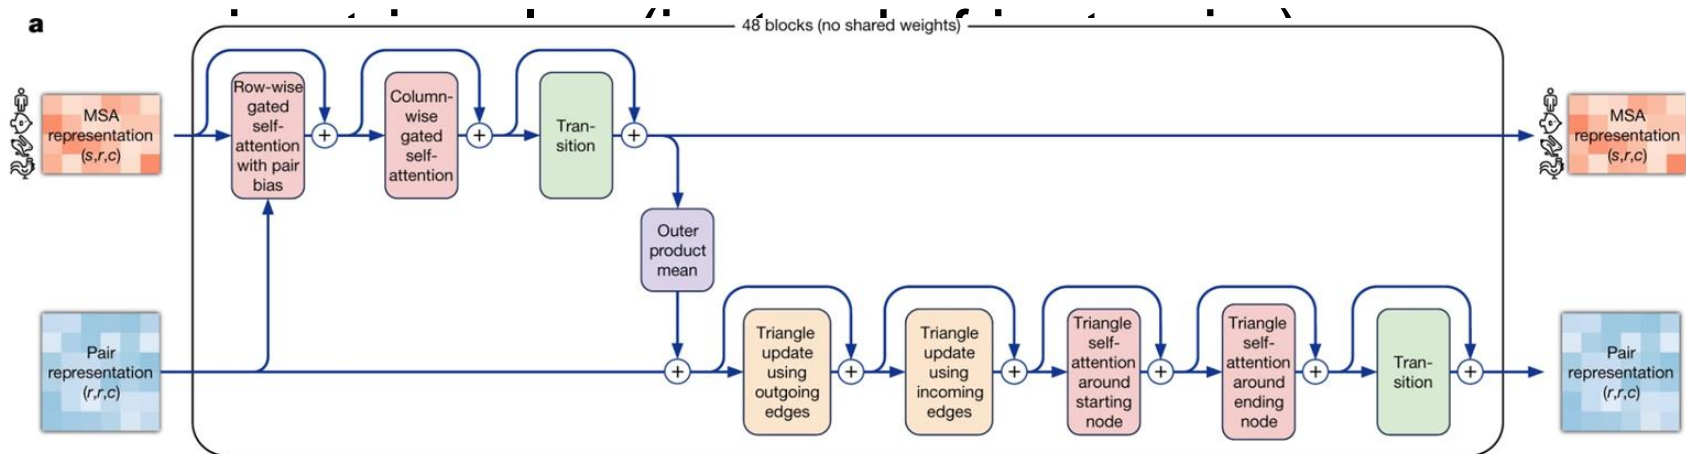 a
48 blocks (no shared weights)
MSA
representation
(s,r,c)
Row-wise
gated
self-
attention
with pair
bias
Column-
wise
gated
self-
attention
Tran-
sition
MSA
representation
(s,r,c)
Outer
product
mean
Pair
representation
(r,r,c)
Triangle
update
using
outgoing
edges
Triangle
update
using
incoming
edges
Triangle
self-
attention
around
starting
node
Triangle
self-
attention
around
ending
node
Tran-
sition
Pair
representation
(r,r,c)